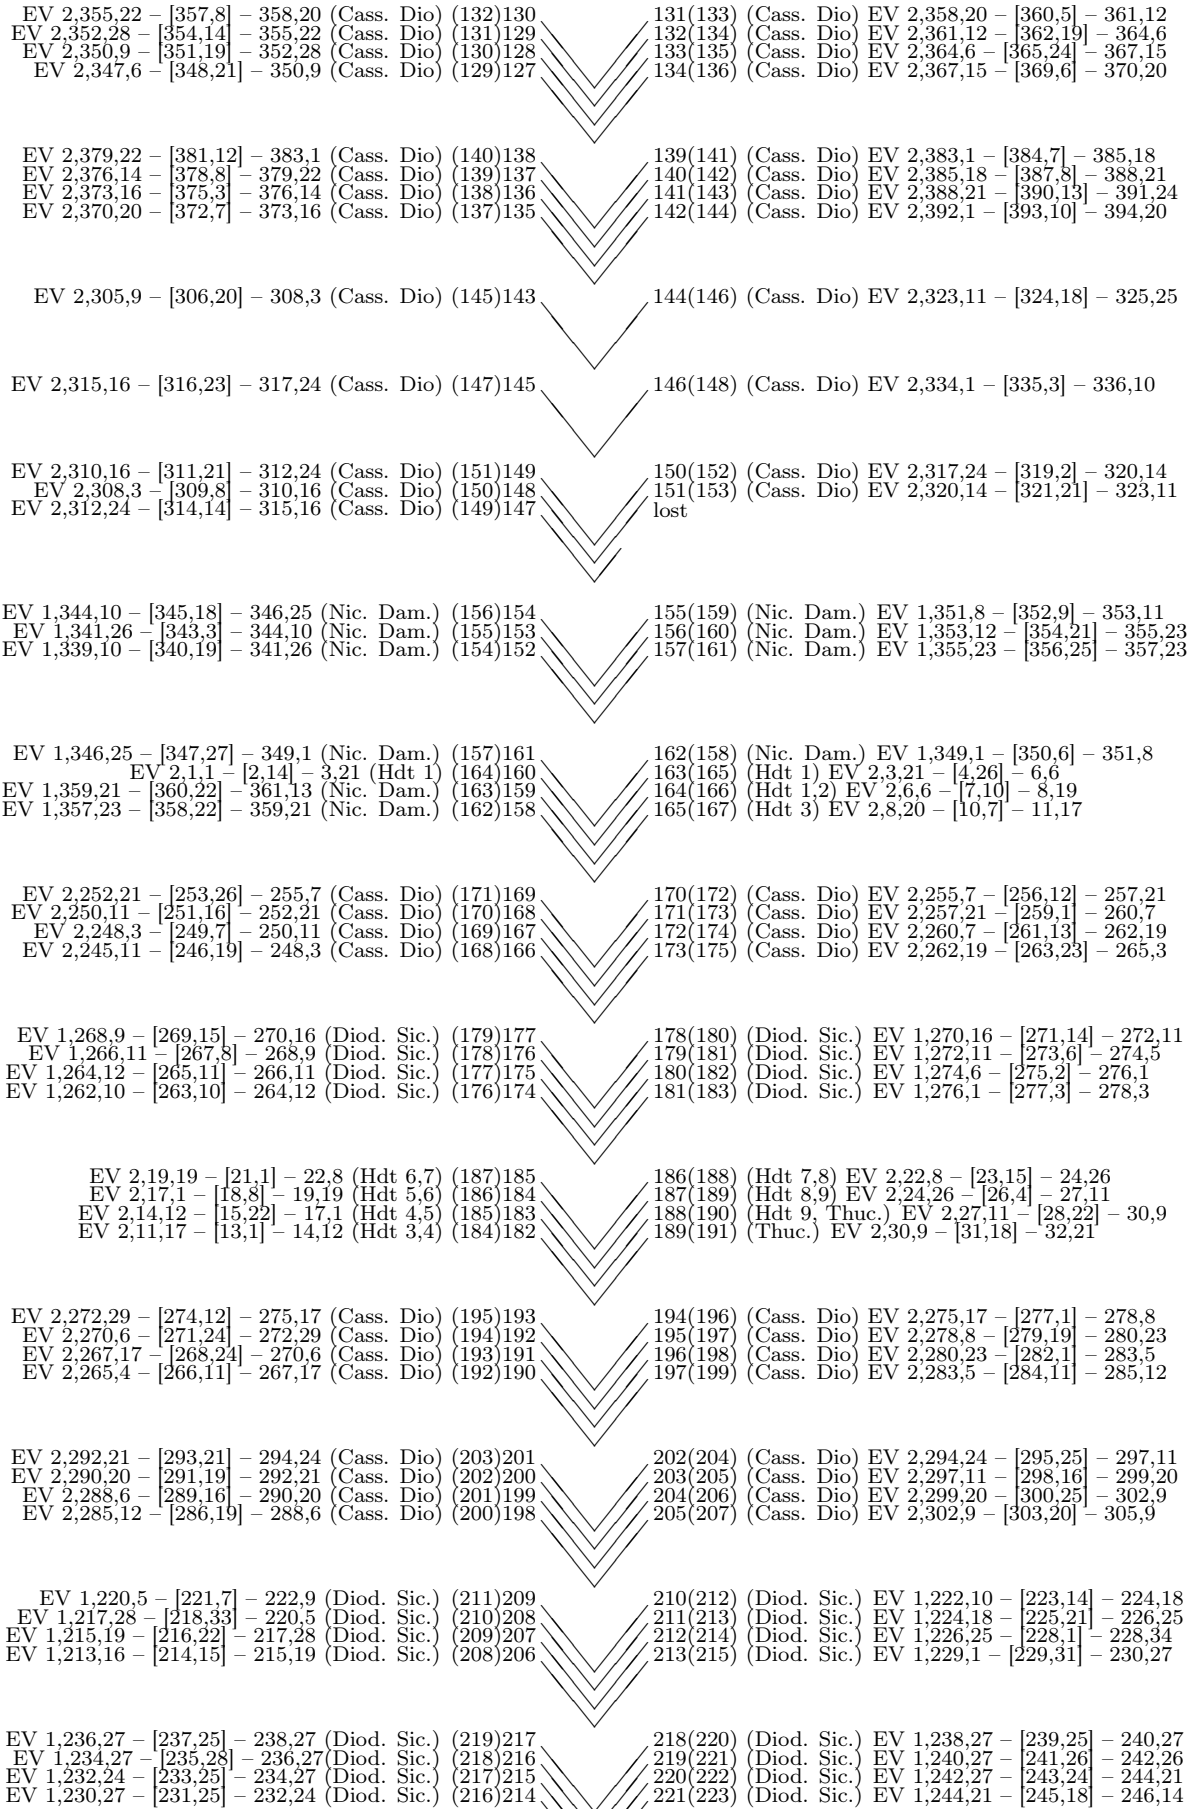 EV 2,355,22 – [357,8] – 358,20 (Cass. Dio) (132)130 131(133) (Cass. Dio) EV 2,358,20 – [360,5] – 361,12
EV 2,352,28 – [354,14] – 355,22 (Cass. Dio) (131)129 132(134) (Cass. Dio) EV 2,361,12 – [362,19] – 364,6
EV 2,350,9 – [351,19] – 352,28 (Cass. Dio) (130)128 133(135) (Cass. Dio) EV 2,364,6 – [365,24] – 367,15
EV 2,347,6 – [348,21] – 350,9 (Cass. Dio) (129)127 134(136) (Cass. Dio) EV 2,367,15 – [369,6] – 370,20
EV 2,379,22 – [381,12] – 383,1 (Cass. Dio) (140)138 139(141) (Cass. Dio) EV 2,383,1 – [384,7] – 385,18
EV 2,376,14 – [378,8] – 379,22 (Cass. Dio) (139)137 140(142) (Cass. Dio) EV 2,385,18 – [387,8] – 388,21
EV 2,373,16 – [375,3] – 376,14 (Cass. Dio) (138)136 141(143) (Cass. Dio) EV 2,388,21 – [390,13] – 391,24
EV 2,370,20 – [372,7] – 373,16 (Cass. Dio) (137)135 142(144) (Cass. Dio) EV 2,392,1 – [393,10] – 394,20
EV 2,305,9 – [306,20] – 308,3 (Cass. Dio) (145)143 144(146) (Cass. Dio) EV 2,323,11 – [324,18] – 325,25
EV 2,315,16 – [316,23] – 317,24 (Cass. Dio) (147)145 146(148) (Cass. Dio) EV 2,334,1 – [335,3] – 336,10
EV 2,310,16 – [311,21] – 312,24 (Cass. Dio) (151)149 150(152) (Cass. Dio) EV 2,317,24 – [319,2] – 320,14
EV 2,308,3 – [309,8] – 310,16 (Cass. Dio) (150)148 151(153) (Cass. Dio) EV 2,320,14 – [321,21] – 323,11
EV 2,312,24 – [314,14] – 315,16 (Cass. Dio) (149)147 lost
EV 1,344,10 – [345,18] – 346,25 (Nic. Dam.) (156)154 155(159) (Nic. Dam.) EV 1,351,8 – [352,9] – 353,11
EV 1,341,26 – [343,3] – 344,10 (Nic. Dam.) (155)153 156(160) (Nic. Dam.) EV 1,353,12 – [354,21] – 355,23
EV 1,339,10 – [340,19] – 341,26 (Nic. Dam.) (154)152 157(161) (Nic. Dam.) EV 1,355,23 – [356,25] – 357,23
EV 1,346,25 – [347,27] – 349,1 (Nic. Dam.) (157)161 162(158) (Nic. Dam.) EV 1,349,1 – [350,6] – 351,8
EV 2,1,1 – [2,14] – 3,21 (Hdt 1) (164)160 163(165) (Hdt 1) EV 2,3,21 – [4,26] – 6,6
EV 1,359,21 – [360,22] – 361,13 (Nic. Dam.) (163)159 164(166) (Hdt 1,2) EV 2,6,6 – [7,10] – 8,19
EV 1,357,23 – [358,22] – 359,21 (Nic. Dam.) (162)158 165(167) (Hdt 3) EV 2,8,20 – [10,7] – 11,17
EV 2,252,21 – [253,26] – 255,7 (Cass. Dio) (171)169 170(172) (Cass. Dio) EV 2,255,7 – [256,12] – 257,21
EV 2,250,11 – [251,16] – 252,21 (Cass. Dio) (170)168 171(173) (Cass. Dio) EV 2,257,21 – [259,1] – 260,7
EV 2,248,3 – [249,7] – 250,11 (Cass. Dio) (169)167 172(174) (Cass. Dio) EV 2,260,7 – [261,13] – 262,19
EV 2,245,11 – [246,19] – 248,3 (Cass. Dio) (168)166 173(175) (Cass. Dio) EV 2,262,19 – [263,23] – 265,3
EV 1,268,9 – [269,15] – 270,16 (Diod. Sic.) (179)177 178(180) (Diod. Sic.) EV 1,270,16 – [271,14] – 272,11
EV 1,266,11 – [267,8] – 268,9 (Diod. Sic.) (178)176 179(181) (Diod. Sic.) EV 1,272,11 – [273,6] – 274,5
EV 1,264,12 – [265,11] – 266,11 (Diod. Sic.) (177)175 180(182) (Diod. Sic.) EV 1,274,6 – [275,2] – 276,1
EV 1,262,10 – [263,10] – 264,12 (Diod. Sic.) (176)174 181(183) (Diod. Sic.) EV 1,276,1 – [277,3] – 278,3
EV 2,19,19 – [21,1] – 22,8 (Hdt 6,7) (187)185 186(188) (Hdt 7,8) EV 2,22,8 – [23,15] – 24,26
EV 2,17,1 – [18,8] – 19,19 (Hdt 5,6) (186)184 187(189) (Hdt 8,9) EV 2,24,26 – [26,4] – 27,11
EV 2,14,12 – [15,22] – 17,1 (Hdt 4,5) (185)183 188(190) (Hdt 9, Thuc.) EV 2,27,11 – [28,22] – 30,9
EV 2,11,17 – [13,1] – 14,12 (Hdt 3,4) (184)182 189(191) (Thuc.) EV 2,30,9 – [31,18] – 32,21
EV 2,272,29 – [274,12] – 275,17 (Cass. Dio) (195)193 194(196) (Cass. Dio) EV 2,275,17 – [277,1] – 278,8
EV 2,270,6 – [271,24] – 272,29 (Cass. Dio) (194)192 195(197) (Cass. Dio) EV 2,278,8 – [279,19] – 280,23
EV 2,267,17 – [268,24] – 270,6 (Cass. Dio) (193)191 196(198) (Cass. Dio) EV 2,280,23 – [282,1] – 283,5
EV 2,265,4 – [266,11] – 267,17 (Cass. Dio) (192)190 197(199) (Cass. Dio) EV 2,283,5 – [284,11] – 285,12
EV 2,292,21 – [293,21] – 294,24 (Cass. Dio) (203)201 202(204) (Cass. Dio) EV 2,294,24 – [295,25] – 297,11
EV 2,290,20 – [291,19] – 292,21 (Cass. Dio) (202)200 203(205) (Cass. Dio) EV 2,297,11 – [298,16] – 299,20
EV 2,288,6 – [289,16] – 290,20 (Cass. Dio) (201)199 204(206) (Cass. Dio) EV 2,299,20 – [300,25] – 302,9
EV 2,285,12 – [286,19] – 288,6 (Cass. Dio) (200)198 205(207) (Cass. Dio) EV 2,302,9 – [303,20] – 305,9
EV 1,220,5 – [221,7] – 222,9 (Diod. Sic.) (211)209 210(212) (Diod. Sic.) EV 1,222,10 – [223,14] – 224,18
EV 1,217,28 – [218,33] – 220,5 (Diod. Sic.) (210)208 211(213) (Diod. Sic.) EV 1,224,18 – [225,21] – 226,25
EV 1,215,19 – [216,22] – 217,28 (Diod. Sic.) (209)207 212(214) (Diod. Sic.) EV 1,226,25 – [228,1] – 228,34
EV 1,213,16 – [214,15] – 215,19 (Diod. Sic.) (208)206 213(215) (Diod. Sic.) EV 1,229,1 – [229,31] – 230,27
EV 1,236,27 – [237,25] – 238,27 (Diod. Sic.) (219)217 218(220) (Diod. Sic.) EV 1,238,27 – [239,25] – 240,27
EV 1,234,27 – [235,28] – 236,27(Diod. Sic.) (218)216 219(221) (Diod. Sic.) EV 1,240,27 – [241,26] – 242,26
EV 1,232,24 – [233,25] – 234,27 (Diod. Sic.) (217)215 220(222) (Diod. Sic.) EV 1,242,27 – [243,24] – 244,21
EV 1,230,27 – [231,25] – 232,24 (Diod. Sic.) (216)214 221(223) (Diod. Sic.) EV 1,244,21 – [245,18] – 246,14